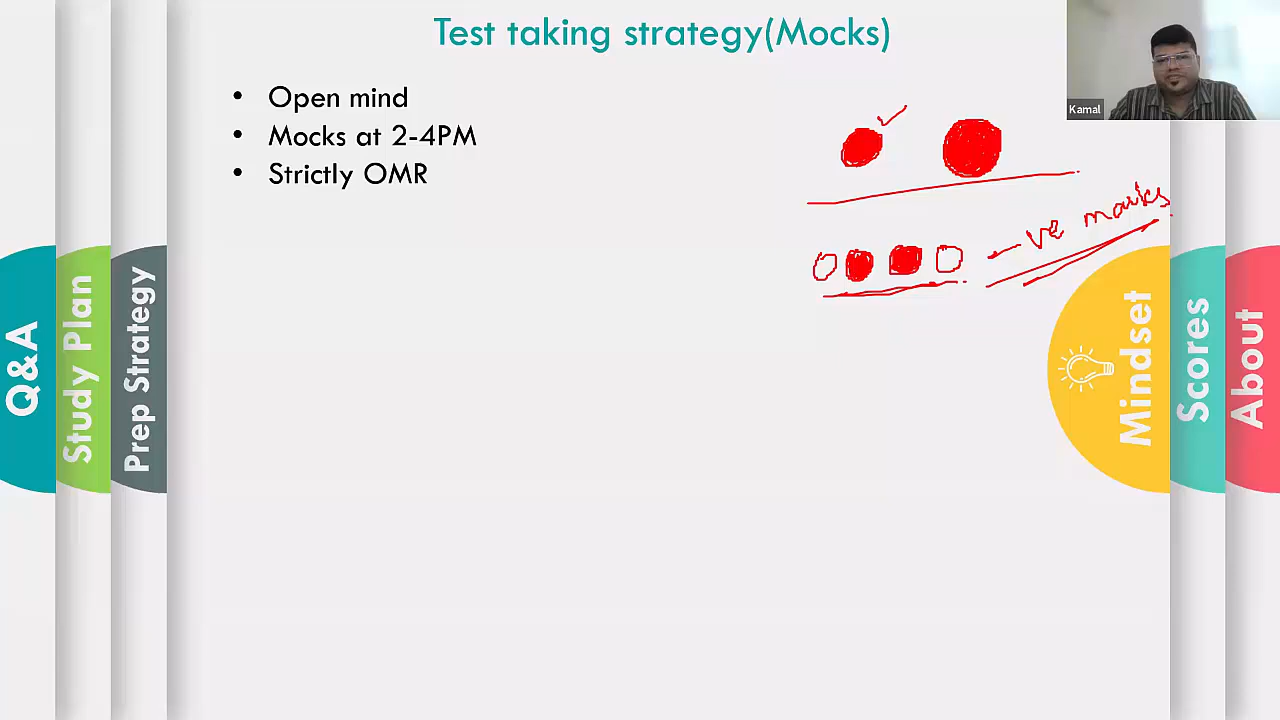 Test taking strategy(Mocks)
Kamal
• Open mind
• Mocks at 2-4PM
• Strictly OMR
-ve marks
Q&A
Study Plan
Prep Strategy
Mindset
Scores
About